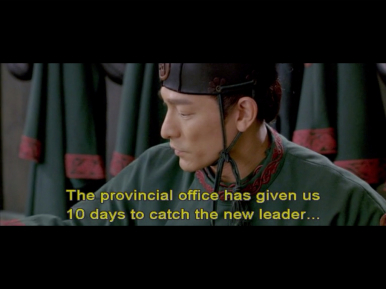 The provincial office has given us
10 days to catch the new leader...